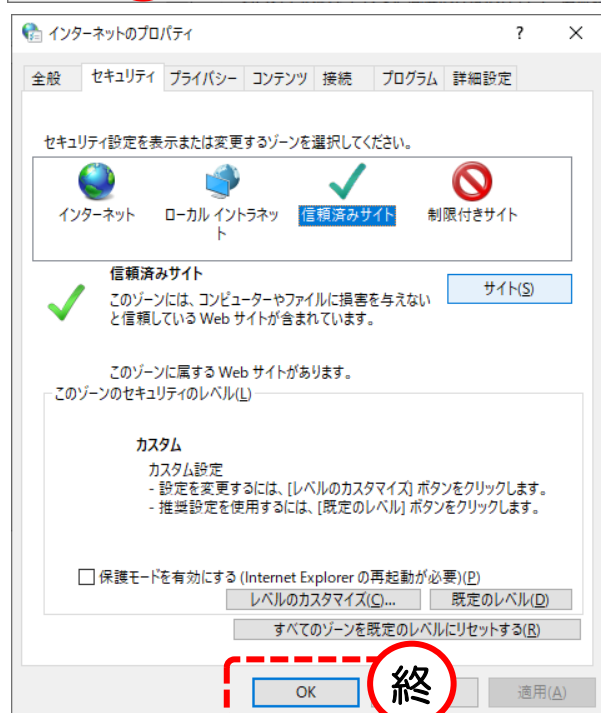 インターネットのプロパティ
?
×
全般 セキュリティ プライバシー コンテンツ 接続 プログラム 詳細設定
セキュリティ設定を表示または変更するゾーンを選択してください。
インターネット ローカル イントラネッ 信頼済みサイト 制限付きサイト
ト
信頼済みサイト
このゾーンには、コンピューターやファイルに損害を与えない
と信頼している Web サイトが含まれています。
サイト(S)
このゾーンに属する Web サイトがあります。
このゾーンのセキュリティのレベル(L)
カスタム
カスタム設定
- 設定を変更するには、[レベルのカスタマイズ] ボタンをクリックします。
- 推奨設定を使用するには、[既定のレベル] ボタンをクリックします。
保護モードを有効にする (Internet Explorer の再起動が必要)(P)
レベルのカスタマイズ(C)... 既定のレベル(D)
すべてのゾーンを既定のレベルにリセットする(R)
OK 終 適用(A)